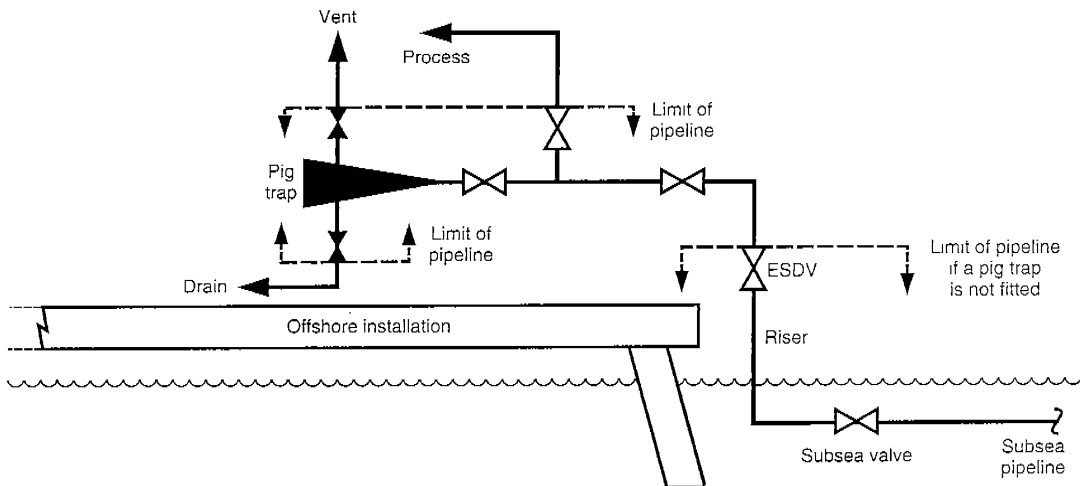 Vent
Process
Limit of
pipeline
Pig
trap
Limit of
pipeline
Drain
ESDV
Limit of pipeline
if a pig trap
is not fitted
Offshore installation
Riser
Subsea valve
Subsea
pipeline